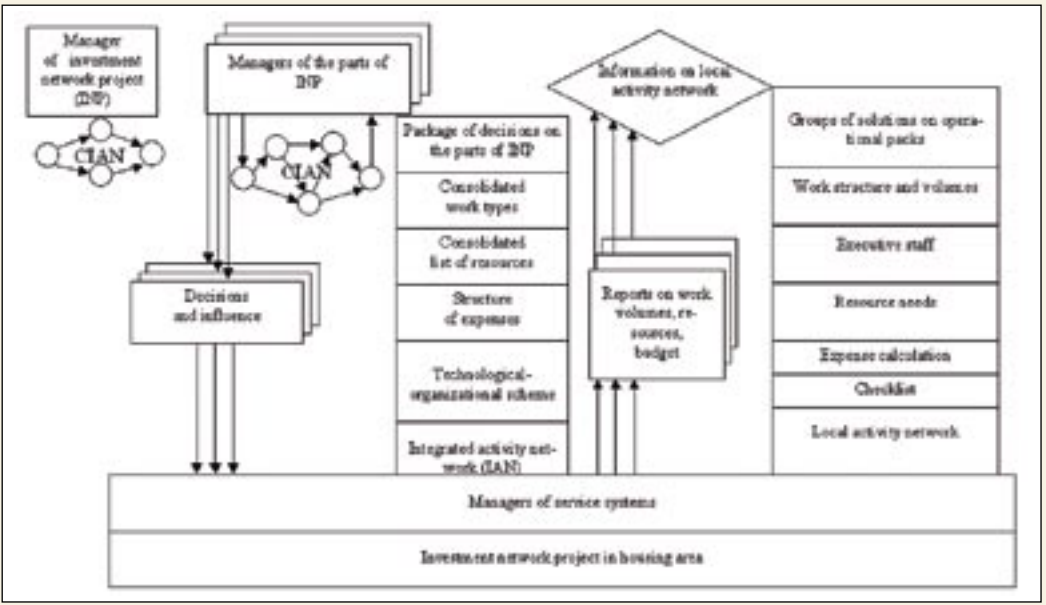 Manager
of investment
network project
(INP)
CIAN
Managers of the parts of
INP
CIAN
Decisions
and influence
Package of decisions on
the parts of INP
Consolidated
work types
Consolidated
list of resources
Structure
of expenses
Technological-
organizational scheme
Integrated activity net-
work (IAN)
Information on local
activity network
Reports on work
volumes, re-
sources,
budget
Groups of solutions on opera-
tional packs
Work structure and volumes
Executive staff
Resource needs
Expense calculation
Checklist
Local activity network
Managers of service systems
Investment network project in housing area